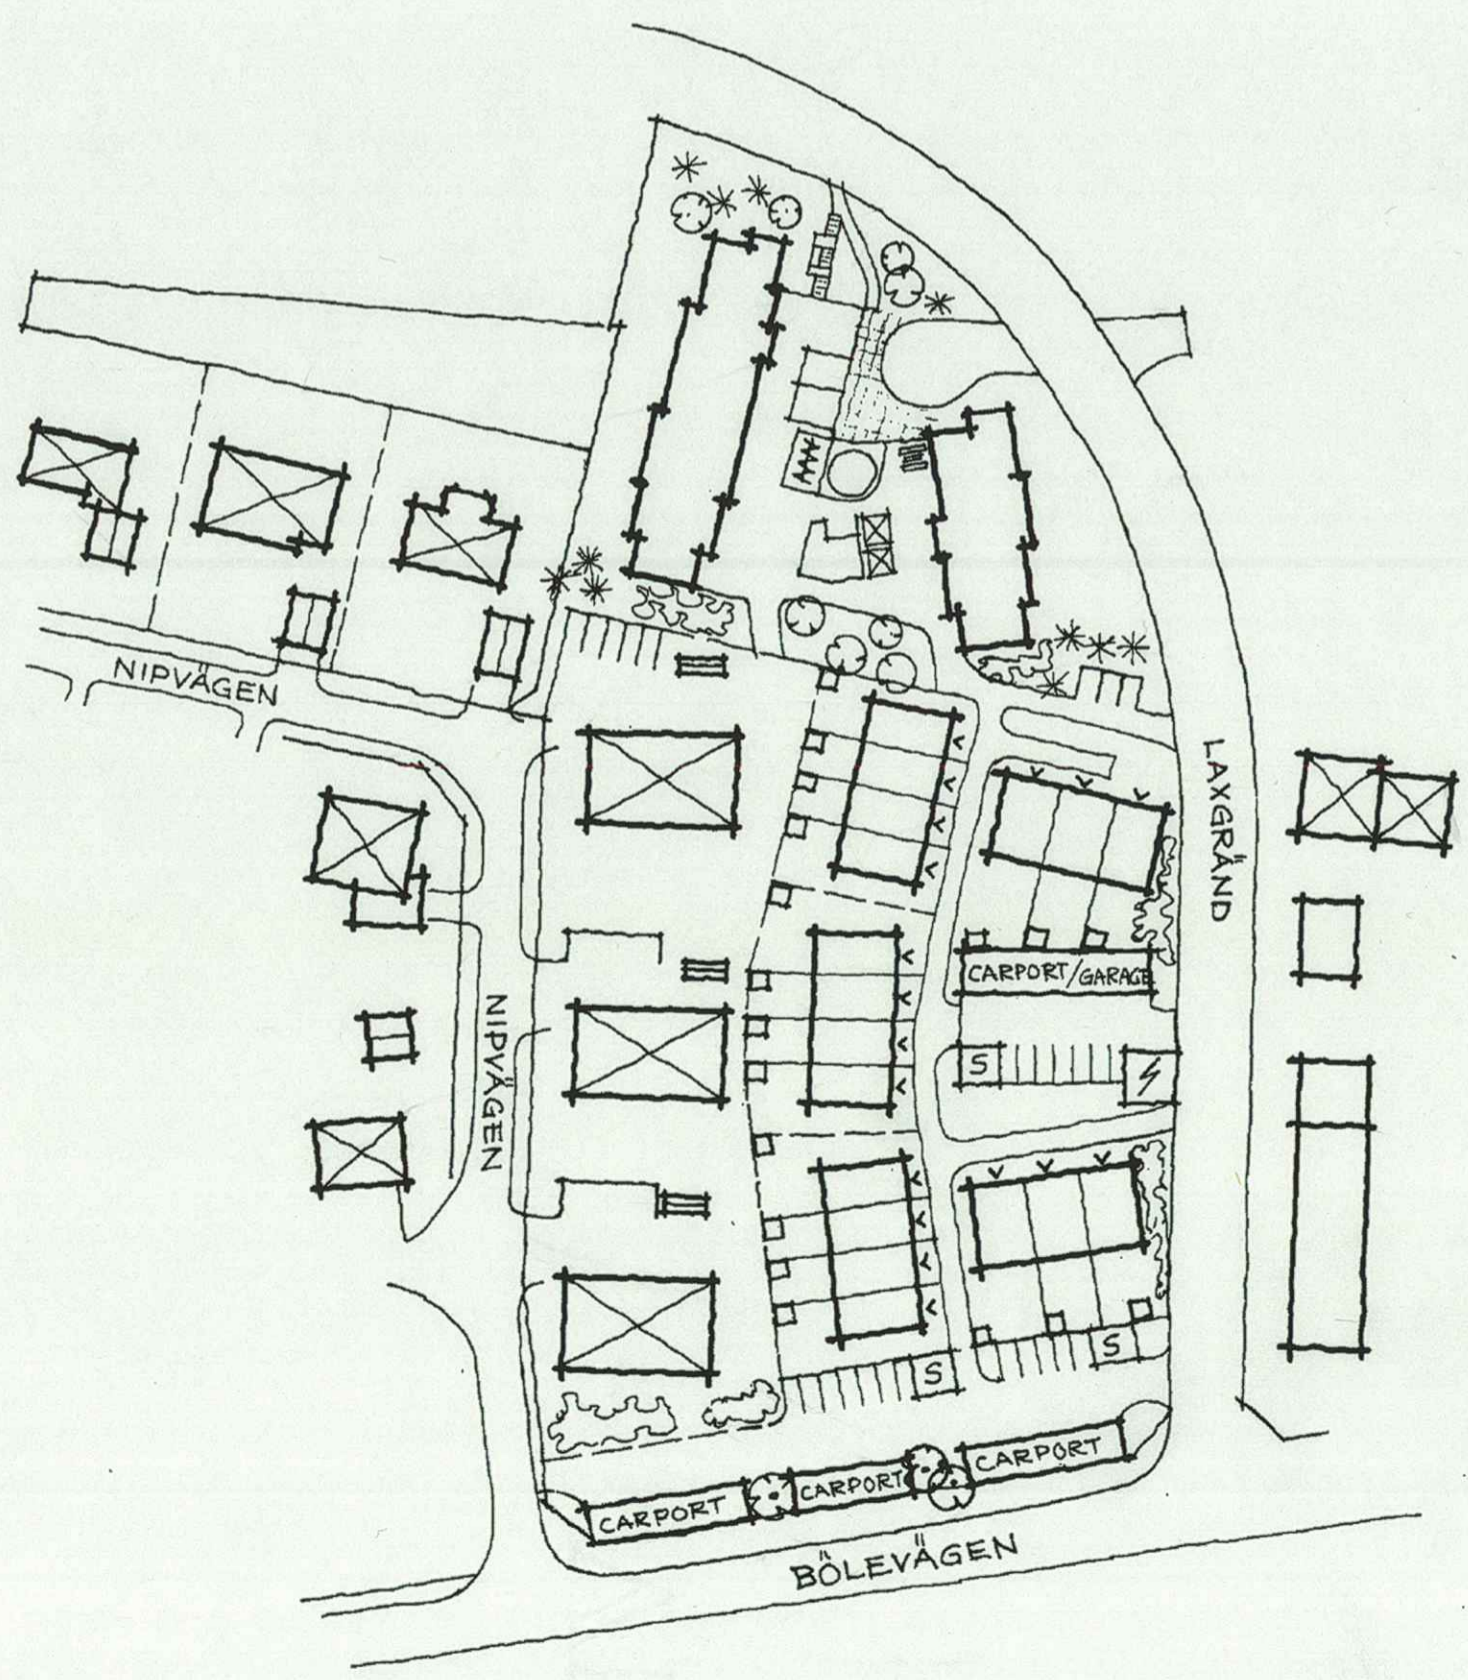 NIPVÄGEN
LAXGRÄND
CARPORT/GARAGE
NIPVÄGEN
S
S
S
CARPORT
CARPORT
CARPORT
BÖLEVÄGEN